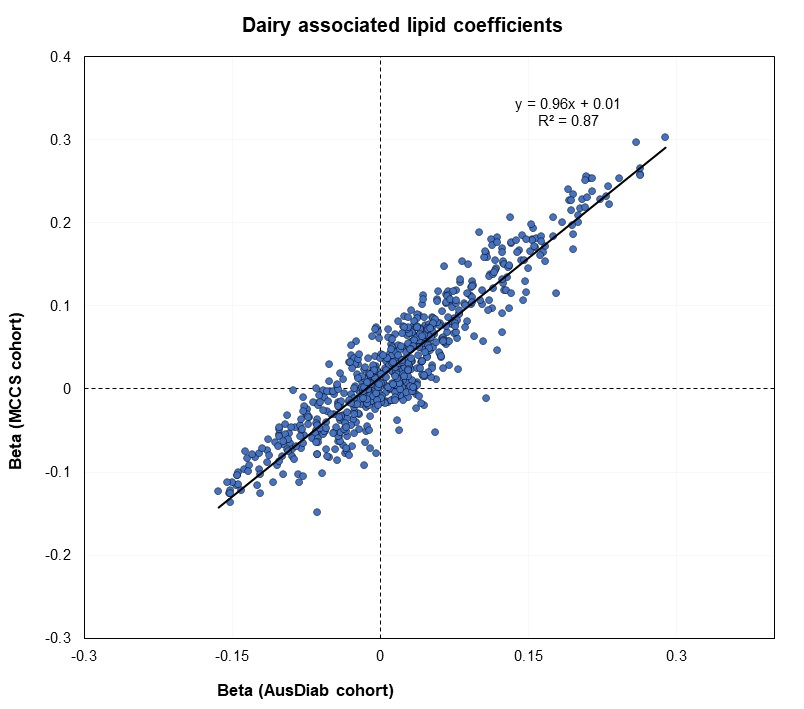 Dairy associated lipid coefficients
0.4
y = 0.96x + 0.01
R² = 0.87
0.3
0.2
0.1
0
-0.1
-0.2
-0.3
Beta (MCCS cohort)
-0.3
-0.15
0
0.15
0.3
Beta (AusDiab cohort)